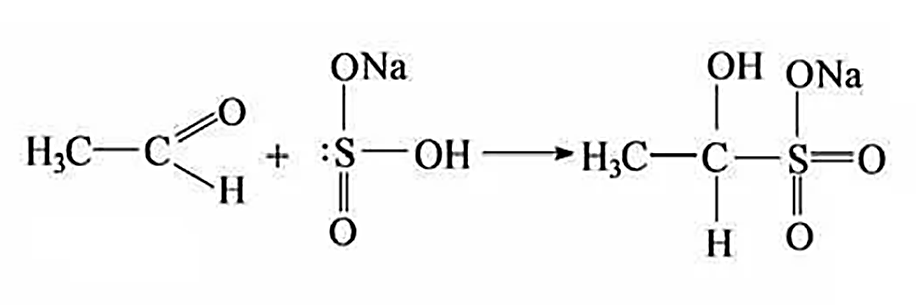 H₃C—C(=O)—H + :S(ONa)(=O)—OH → H₃C—C(OH)(H)—S(ONa)(=O)=O